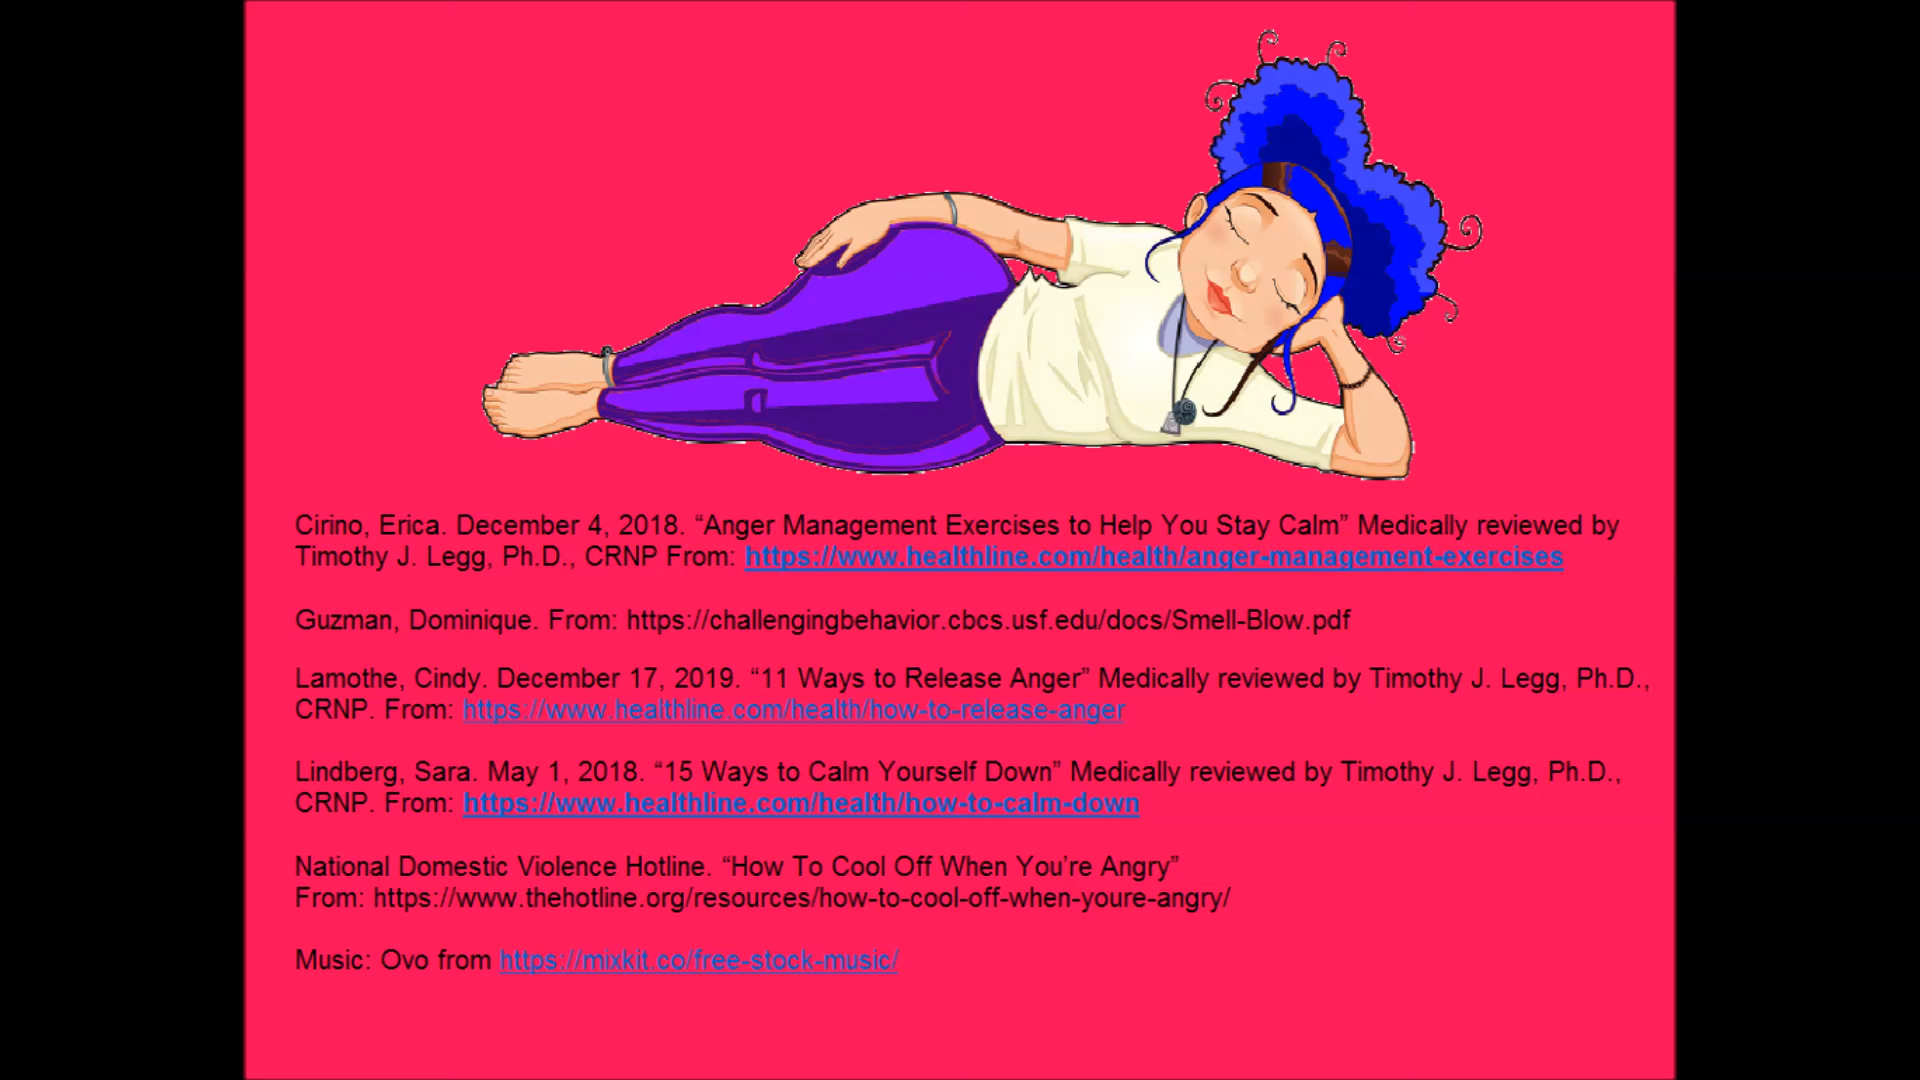 Cirino, Erica. December 4, 2018. “Anger Management Exercises to Help You Stay Calm” Medically reviewed by
Timothy J. Legg, Ph.D., CRNP From: https://www.healthline.com/health/anger-management-exercises
Guzman, Dominique. From: https://challengingbehavior.cbcs.usf.edu/docs/Smell-Blow.pdf
Lamothe, Cindy. December 17, 2019. “11 Ways to Release Anger” Medically reviewed by Timothy J. Legg, Ph.D.,
CRNP. From: https://www.healthline.com/health/how-to-release-anger
Lindberg, Sara. May 1, 2018. “15 Ways to Calm Yourself Down” Medically reviewed by Timothy J. Legg, Ph.D.,
CRNP. From: https://www.healthline.com/health/how-to-calm-down
National Domestic Violence Hotline. “How To Cool Off When You’re Angry”
From: https://www.thehotline.org/resources/how-to-cool-off-when-youre-angry/
Music: Ovo from https://mixkit.co/free-stock-music/